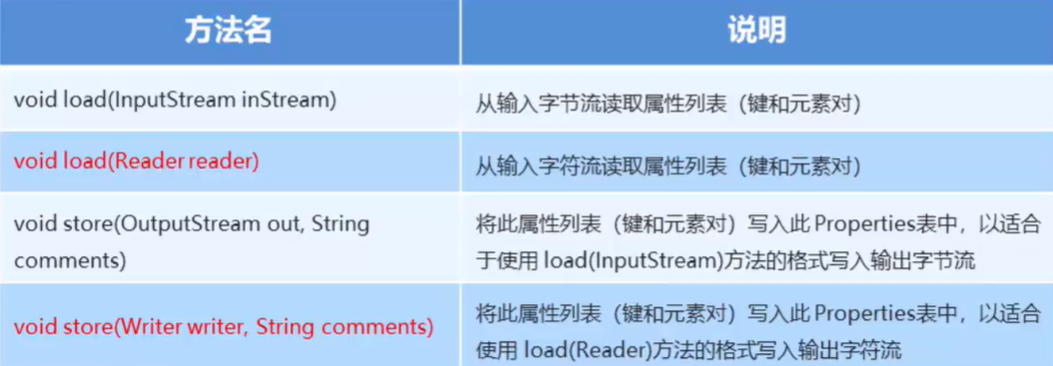 方法名
说明
void load(InputStream inStream)
从输入字节流读取属性列表（键和元素对）
void load(Reader reader)
从输入字符流读取属性列表（键和元素对）
void store(OutputStream out, String
comments)
将此属性列表（键和元素对）写入此 Properties表中，以适合
于使用 load(InputStream)方法的格式写入输出字节流
void store(Writer writer, String comments)
将此属性列表（键和元素对）写入此 Properties表中，以适合
使用 load(Reader)方法的格式写入输出字符流